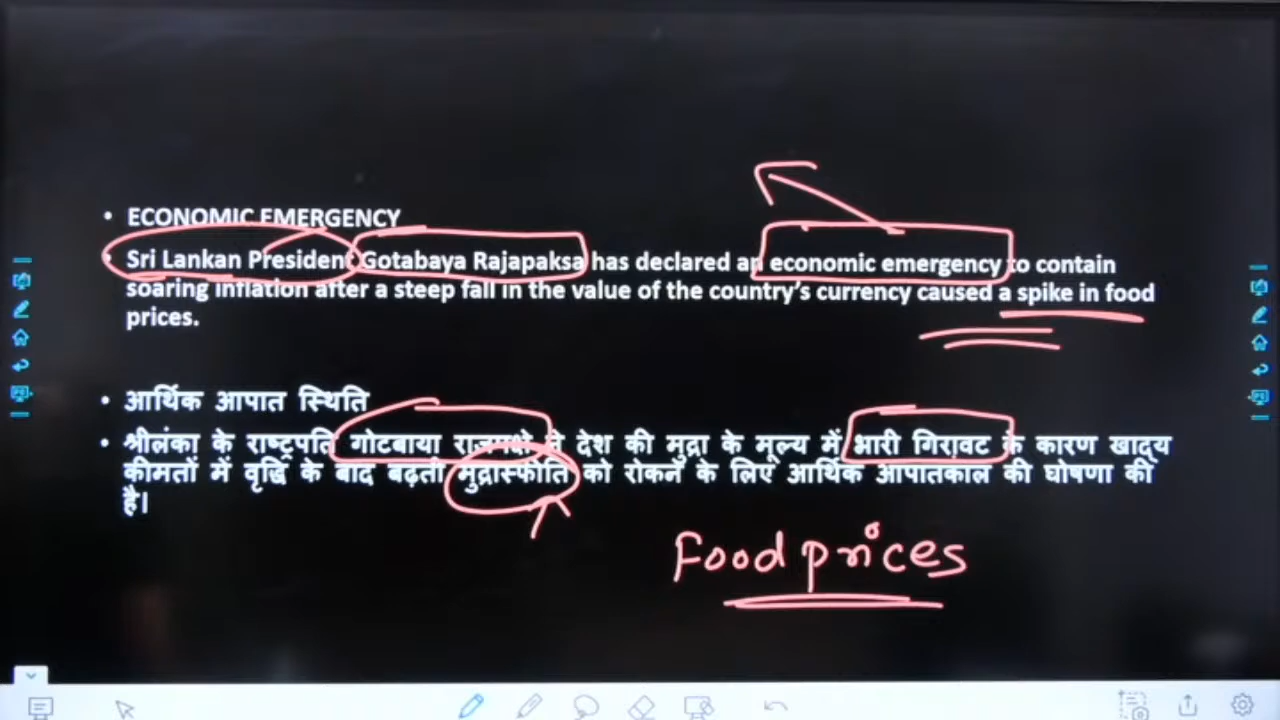 • ECONOMIC EMERGENCY
• Sri Lankan President Gotabaya Rajapaksa has declared an economic emergency to contain
soaring inflation after a steep fall in the value of the country's currency caused a spike in food
prices.
• आर्थिक आपात स्थिति
• श्रीलंका के राष्ट्रपति गोटबाया राजपक्षे ने देश की मुद्रा के मूल्य में भारी गिरावट के कारण खाद्य
कीमतों में वृद्धि के बाद बढ़ती मुद्रास्फीति को रोकने के लिए आर्थिक आपातकाल की घोषणा की
है।
Food prices